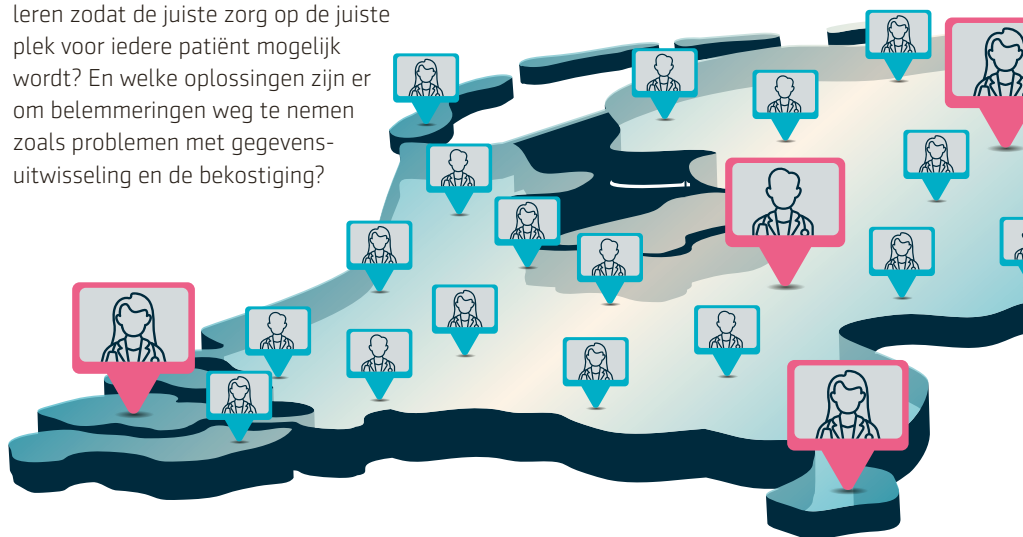 leren zodat de juiste zorg op de juiste
plek voor iedere patiënt mogelijk
wordt? En welke oplossingen zijn er
om belemmeringen weg te nemen
zoals problemen met gegevens-
uitwisseling en de bekostiging?